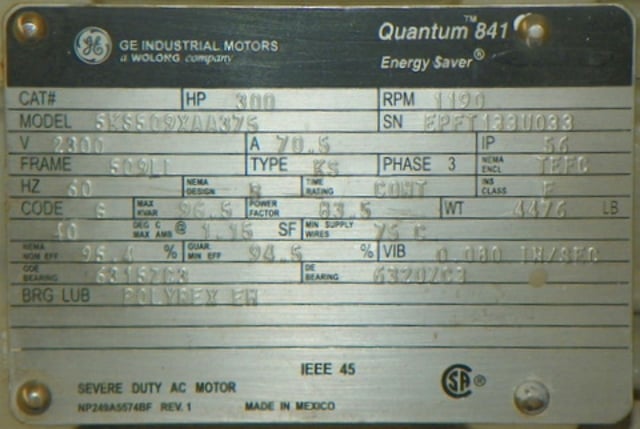 GE GE INDUSTRIAL MOTORS
a WOLONG company
Quantum™ 841
Energy $aver®
CAT# HP 300 RPM 1190
MODEL 5KS509XAA375 SN EPFT133U033
V 2300 A 70.5 IP 56
FRAME TYPE KS PHASE 3 NEMA ENCL TEFC
HZ 60 NEMA DESIGN B TIME RATING CONT INS CLASS F
CODE G MAX KVAR 96.5 POWER FACTOR 83.5 WT 4476 LB
DEG C MAX AMB @ 1.15 SF MIN SUPPLY WIRES 75 C
NEMA NOM EFF 95.4 % GUAR. MIN EFF 94.5 % VIB 0.080 IN/SEC
ODE BEARING 6315ZC3 DE BEARING 6320ZC3
BRG LUB POLYREX EM
IEEE 45
SEVERE DUTY AC MOTOR
NP249A5574BF REV. 1 MADE IN MEXICO
SA ®